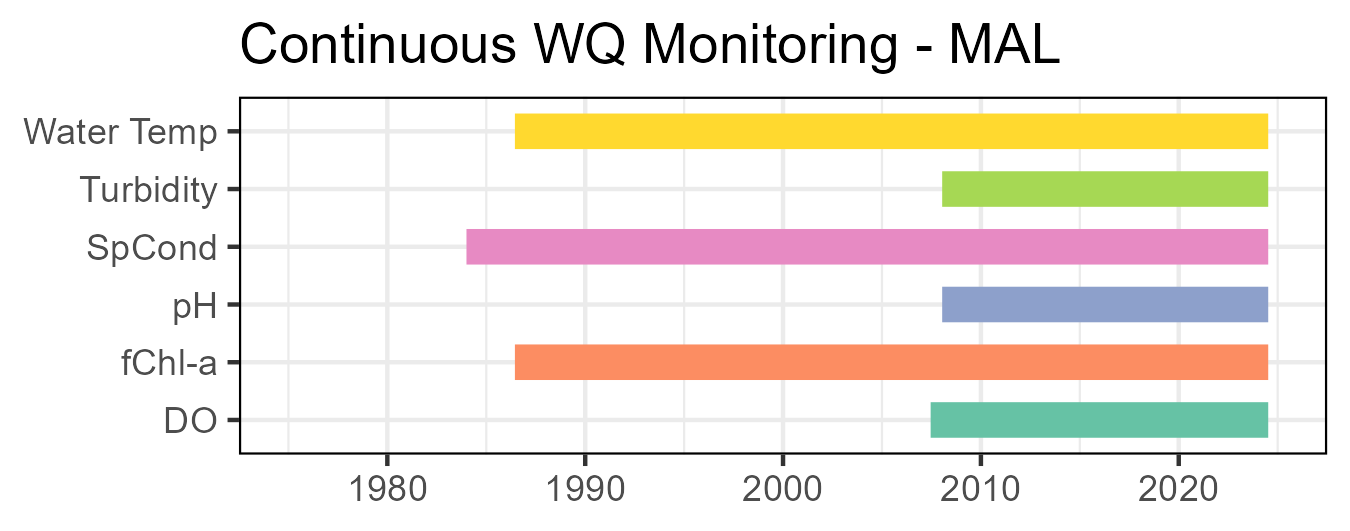 Continuous WQ Monitoring - MAL
Water Temp
Turbidity
SpCond
pH
fChl-a
DO
1980 1990 2000 2010 2020